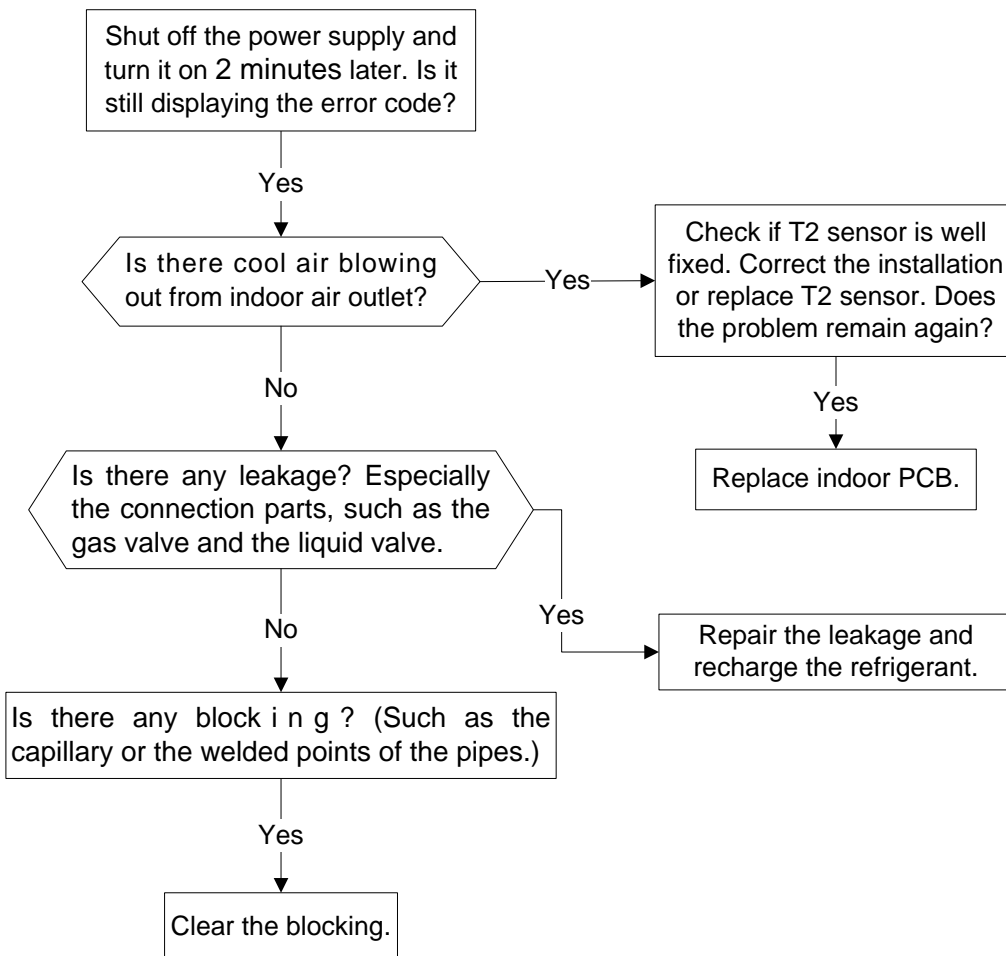 Shut off the power supply and
turn it on 2 minutes later. Is it
still displaying the error code?
Yes
Is there cool air blowing
out from indoor air outlet?
Yes
Check if T2 sensor is well
fixed. Correct the installation
or replace T2 sensor. Does
the problem remain again?
Yes
Replace indoor PCB.
No
Is there any leakage? Especially
the connection parts, such as the
gas valve and the liquid valve.
Yes
Repair the leakage and
recharge the refrigerant.
No
Is there any block i n g ? (Such as the
capillary or the welded points of the pipes.)
Yes
Clear the blocking.